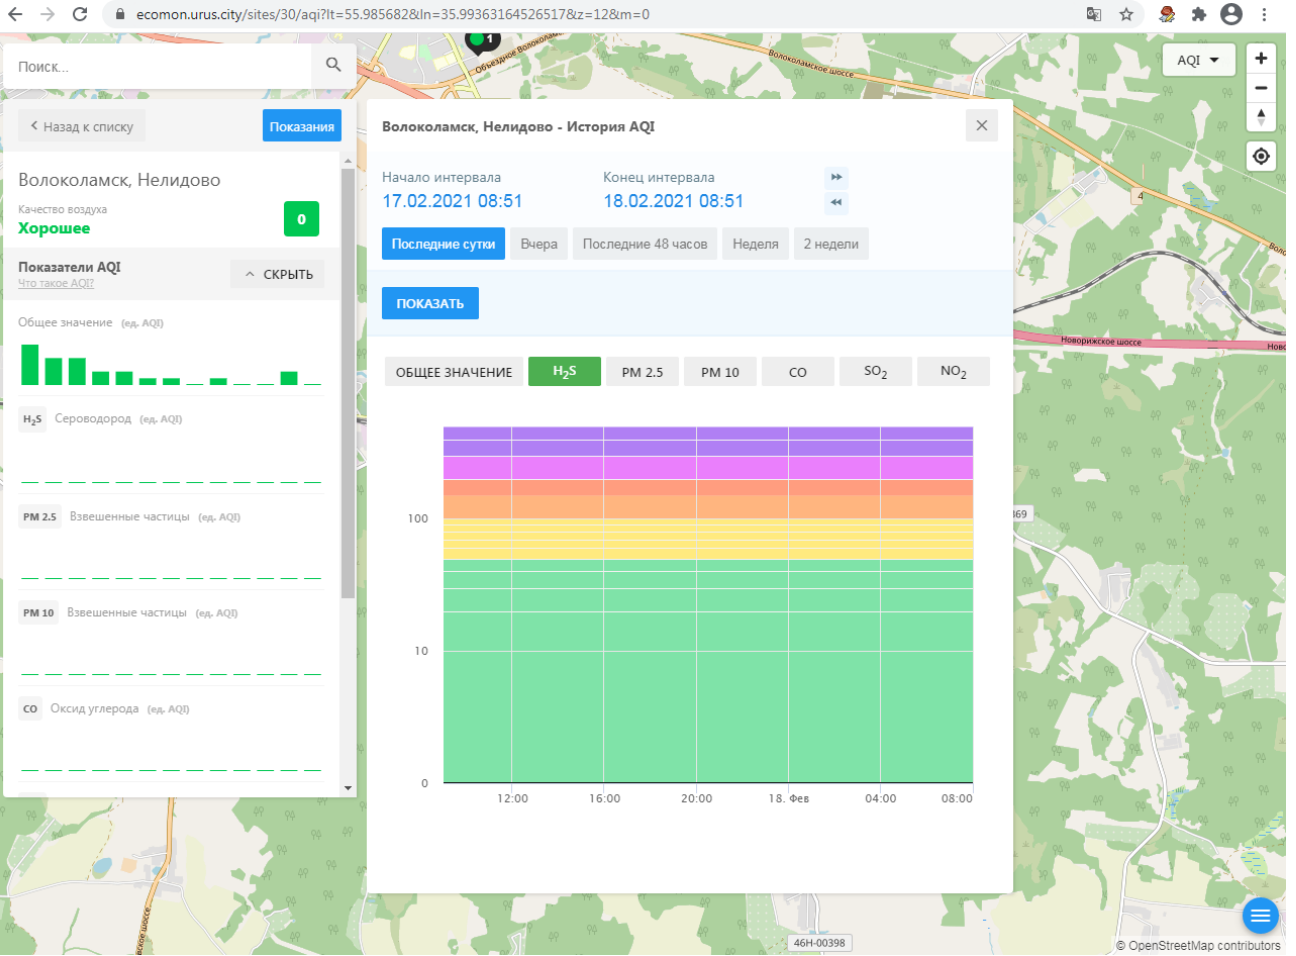 ecomon.urus.city/sites/30/aqi?lt=55.985682&ln=35.99363164526517&z=12&m=0
1
Объездное Волоколам
Волоколамское шоссе
Поиск...
AQI
Назад к списку
Показания
Волоколамск, Нелидово
Качество воздуха
Хорошее
0
Показатели AQI
Что такое AQI?
СКРЫТЬ
Общее значение (ед. AQI)
H2S Сероводород (ед. AQI)
PM 2.5 Взвешенные частицы (ед. AQI)
PM 10 Взвешенные частицы (ед. AQI)
CO Оксид углерода (ед. AQI)
Волоколамск, Нелидово - История AQI
Начало интервала
Конец интервала
17.02.2021 08:51
18.02.2021 08:51
Последние сутки
Вчера
Последние 48 часов
Неделя
2 недели
ПОКАЗАТЬ
ОБЩЕЕ ЗНАЧЕНИЕ
H2S
PM 2.5
PM 10
CO
SO2
NO2
100
10
0
12:00
16:00
20:00
18. Фев
04:00
08:00
4
Новорижское шоссе
Ново
46Н-00398
© OpenStreetMap contributors